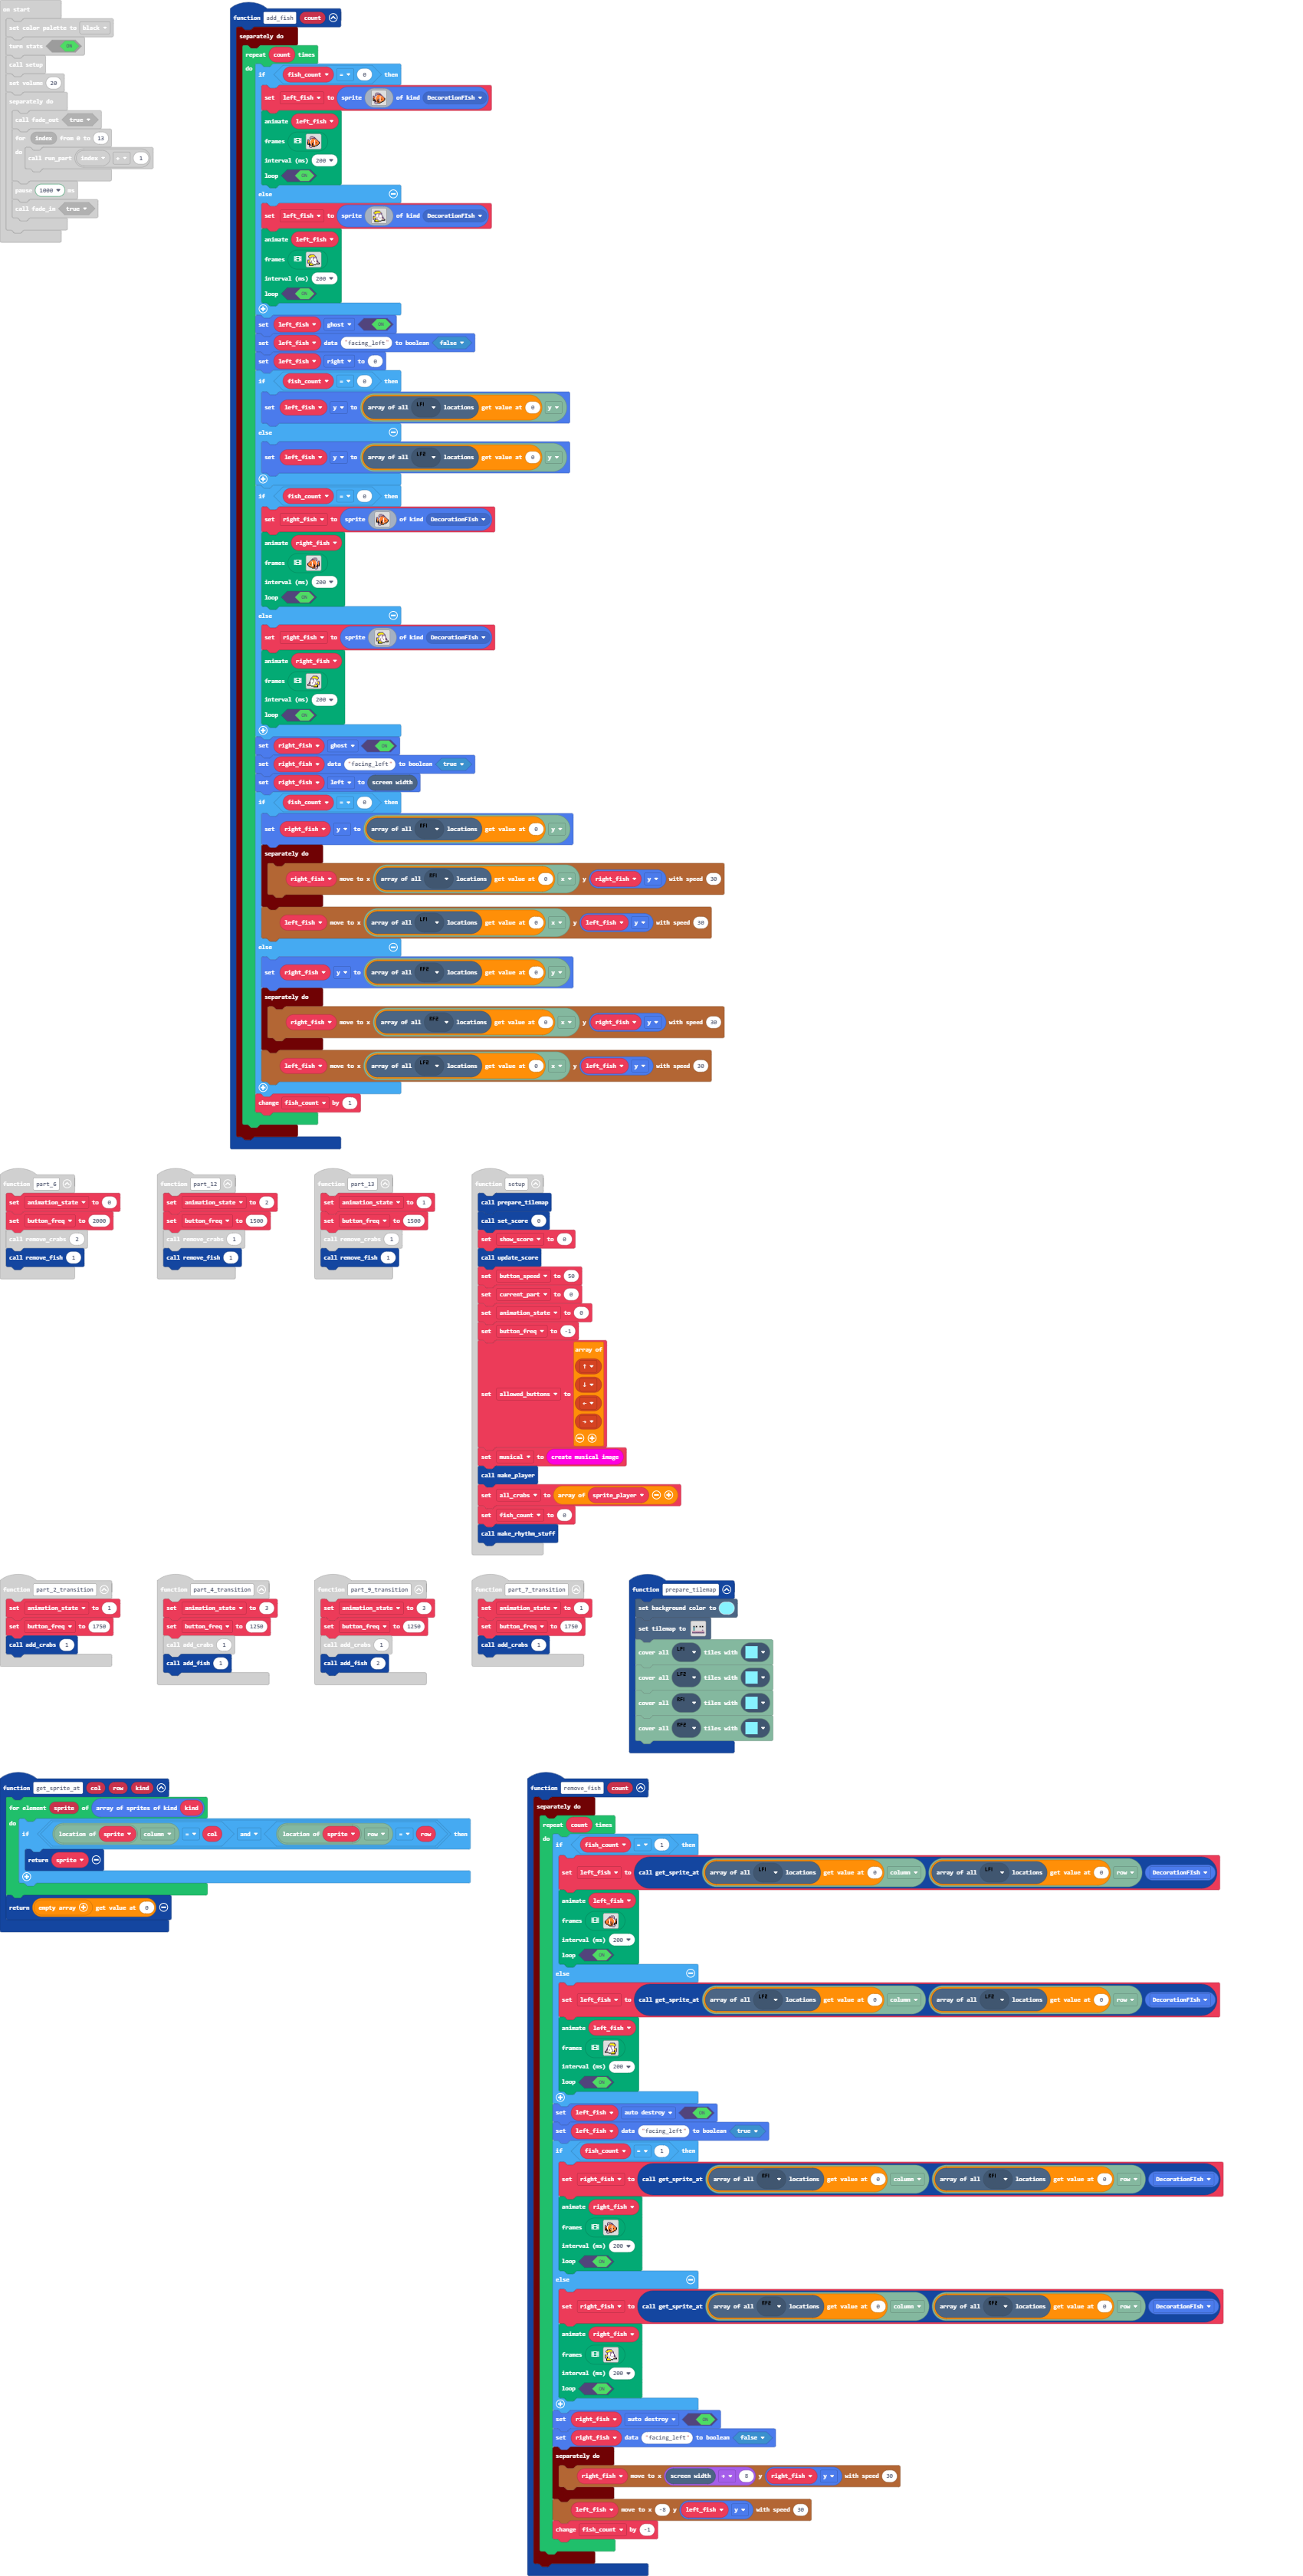 on start
set color palette to black
turn stats ON
call setup
set volume 20
separately do
call fade_out true
for index from 0 to 13
do call run_part index + 1
pause 1000 ms
call fade_in true
function add_fish count
separately do
repeat count times
do if fish_count = 0 then
set left_fish to sprite of kind DecorationFIsh
animate left_fish
frames
interval (ms) 200
loop ON
else
set left_fish to sprite of kind DecorationFIsh
animate left_fish
frames
interval (ms) 200
loop ON
set left_fish ghost ON
set left_fish data "facing_left" to boolean false
set left_fish right to 0
if fish_count = 0 then
set left_fish y to array of all LF1 locations get value at 0 y
else
set left_fish y to array of all LF2 locations get value at 0 y
if fish_count = 0 then
set right_fish to sprite of kind DecorationFIsh
animate right_fish
frames
interval (ms) 200
loop ON
else
set right_fish to sprite of kind DecorationFIsh
animate right_fish
frames
interval (ms) 200
loop ON
set right_fish ghost ON
set right_fish data "facing_left" to boolean true
set right_fish left to screen width
if fish_count = 0 then
set right_fish y to array of all RF1 locations get value at 0 y
separately do
right_fish move to x array of all RF1 locations get value at 0 x y right_fish y with speed 30
left_fish move to x array of all LF1 locations get value at 0 x y left_fish y with speed 30
else
set right_fish y to array of all RF2 locations get value at 0 y
separately do
right_fish move to x array of all RF2 locations get value at 0 x y right_fish y with speed 30
left_fish move to x array of all LF2 locations get value at 0 x y left_fish y with speed 30
change fish_count by 1
function part_6
set animation_state to 0
set button_freq to 2000
call remove_crabs 2
call remove_fish 1
function part_12
set animation_state to 2
set button_freq to 1500
call remove_crabs 1
call remove_fish 1
function part_13
set animation_state to 1
set button_freq to 1500
call remove_crabs 1
call remove_fish 1
function setup
call prepare_tilemap
call set_score 0
set show_score to 0
call update_score
set button_speed to 50
set current_part to 0
set animation_state to 0
set button_freq to -1
array of
↑
↓
set allowed_buttons to
←
→
set musical to create musical image
call make_player
set all_crabs to array of sprite_player
set fish_count to 0
call make_rhythm_stuff
function part_2_transition
set animation_state to 1
set button_freq to 1750
call add_crabs 1
function part_4_transition
set animation_state to 3
set button_freq to 1250
call add_crabs 1
call add_fish 1
function part_9_transition
set animation_state to 3
set button_freq to 1250
call add_crabs 1
call add_fish 2
function part_7_transition
set animation_state to 1
set button_freq to 1750
call add_crabs 1
function prepare_tilemap
set background color to
set tilemap to
cover all LF1 tiles with
cover all LF2 tiles with
cover all RF1 tiles with
cover all RF2 tiles with
function get_sprite_at col row kind
for element sprite of array of sprites of kind kind
do if location of sprite column = col and location of sprite row = row then
return sprite
return empty array get value at 0
function remove_fish count
separately do
repeat count times
do if fish_count = 1 then
set left_fish to call get_sprite_at array of all LF1 locations get value at 0 column array of all LF1 locations get value at 0 row DecorationFIsh
animate left_fish
frames
interval (ms) 200
loop ON
else
set left_fish to call get_sprite_at array of all LF2 locations get value at 0 column array of all LF2 locations get value at 0 row DecorationFIsh
animate left_fish
frames
interval (ms) 200
loop ON
set left_fish auto destroy ON
set left_fish data "facing_left" to boolean true
if fish_count = 1 then
set right_fish to call get_sprite_at array of all RF1 locations get value at 0 column array of all RF1 locations get value at 0 row DecorationFIsh
animate right_fish
frames
interval (ms) 200
loop ON
else
set right_fish to call get_sprite_at array of all RF2 locations get value at 0 column array of all RF2 locations get value at 0 row DecorationFIsh
animate right_fish
frames
interval (ms) 200
loop ON
set right_fish auto destroy ON
set right_fish data "facing_left" to boolean false
separately do
right_fish move to x screen width + 8 y right_fish y with speed 30
left_fish move to x -8 y left_fish y with speed 30
change fish_count by -1